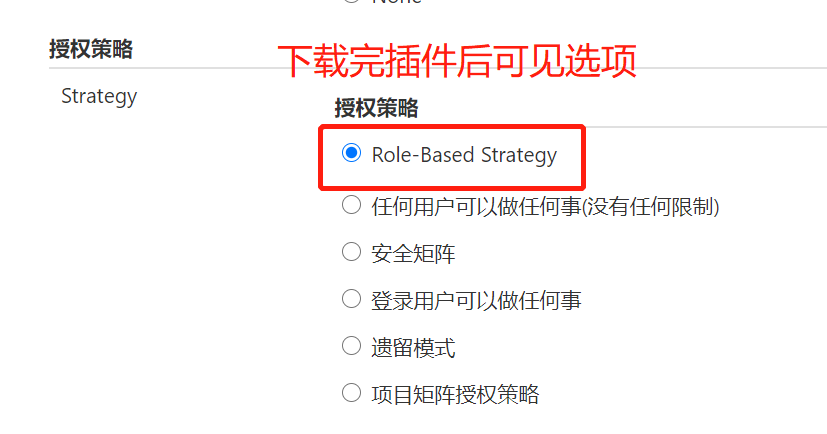 None
授权策略
下载完插件后可见选项
Strategy
授权策略
Role-Based Strategy
任何用户可以做任何事(没有任何限制)
安全矩阵
登录用户可以做任何事
遗留模式
项目矩阵授权策略